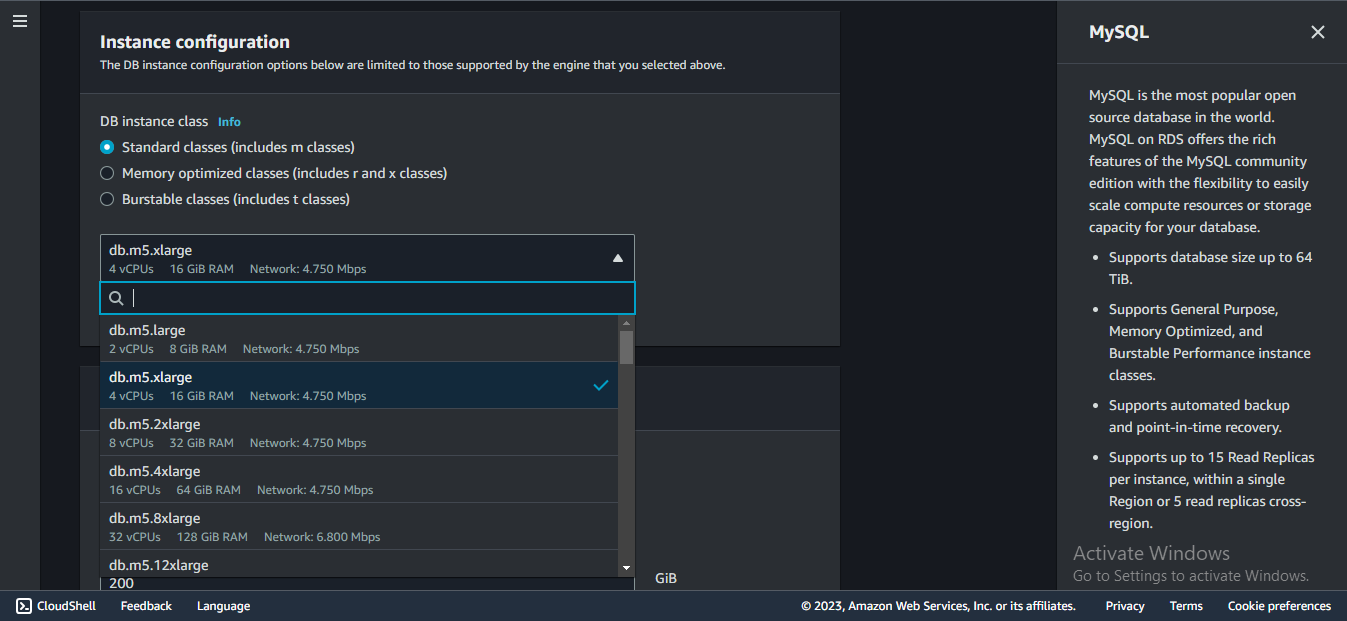 Instance configuration
The DB instance configuration options below are limited to those supported by the engine that you selected above.
DB instance class Info
Standard classes (includes m classes)
Memory optimized classes (includes r and x classes)
Burstable classes (includes t classes)
db.m5.xlarge
4 vCPUs 16 GiB RAM Network: 4.750 Mbps
db.m5.large
2 vCPUs 8 GiB RAM Network: 4.750 Mbps
db.m5.xlarge
4 vCPUs 16 GiB RAM Network: 4.750 Mbps
db.m5.2xlarge
8 vCPUs 32 GiB RAM Network: 4.750 Mbps
db.m5.4xlarge
16 vCPUs 64 GiB RAM Network: 4.750 Mbps
db.m5.8xlarge
32 vCPUs 128 GiB RAM Network: 6.800 Mbps
db.m5.12xlarge
200 GiB
MySQL
MySQL is the most popular open
source database in the world.
MySQL on RDS offers the rich
features of the MySQL community
edition with the flexibility to easily
scale compute resources or storage
capacity for your database.
• Supports database size up to 64
TiB.
• Supports General Purpose,
Memory Optimized, and
Burstable Performance instance
classes.
• Supports automated backup
and point-in-time recovery.
• Supports up to 15 Read Replicas
per instance, within a single
Region or 5 read replicas cross-
region.
Activate Windows
Go to Settings to activate Windows.
CloudShell Feedback Language © 2023, Amazon Web Services, Inc. or its affiliates. Privacy Terms Cookie preferences